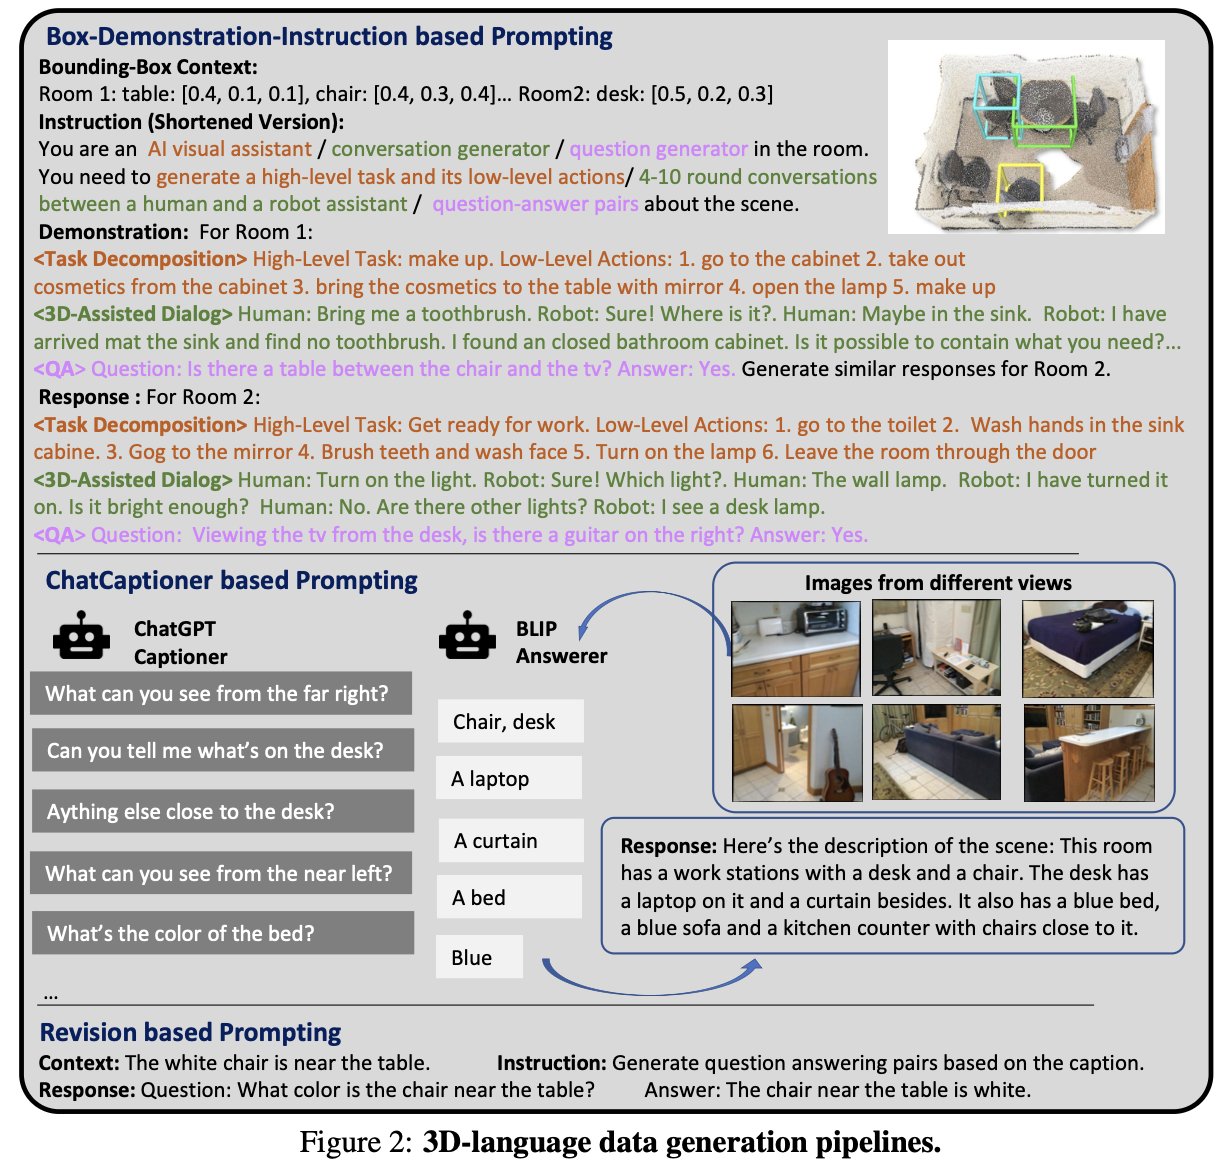 Box-Demonstration-Instruction based Prompting
Bounding-Box Context:
Room 1: table: [0.4, 0.1, 0.1], chair: [0.4, 0.3, 0.4]... Room2: desk: [0.5, 0.2, 0.3]
Instruction (Shortened Version):
You are an AI visual assistant / conversation generator / question generator in the room.
You need to generate a high-level task and its low-level actions/ 4-10 round conversations
between a human and a robot assistant / question-answer pairs about the scene.
Demonstration: For Room 1:
<Task Decomposition> High-Level Task: make up. Low-Level Actions: 1. go to the cabinet 2. take out
cosmetics from the cabinet 3. bring the cosmetics to the table with mirror 4. open the lamp 5. make up
<3D-Assisted Dialog> Human: Bring me a toothbrush. Robot: Sure! Where is it?. Human: Maybe in the sink. Robot: I have
arrived mat the sink and find no toothbrush. I found an closed bathroom cabinet. Is it possible to contain what you need?...
<QA> Question: Is there a table between the chair and the tv? Answer: Yes. Generate similar responses for Room 2.
Response : For Room 2:
<Task Decomposition> High-Level Task: Get ready for work. Low-Level Actions: 1. go to the toilet 2. Wash hands in the sink
cabine. 3. Gog to the mirror 4. Brush teeth and wash face 5. Turn on the lamp 6. Leave the room through the door
<3D-Assisted Dialog> Human: Turn on the light. Robot: Sure! Which light?. Human: The wall lamp. Robot: I have turned it
on. Is it bright enough? Human: No. Are there other lights? Robot: I see a desk lamp.
<QA> Question: Viewing the tv from the desk, is there a guitar on the right? Answer: Yes.
ChatCaptioner based Prompting
ChatGPT
Captioner
BLIP
Answerer
Images from different views
What can you see from the far right?
Chair, desk
Can you tell me what's on the desk?
A laptop
Aything else close to the desk?
A curtain
What can you see from the near left?
A bed
What's the color of the bed?
Blue
...
Response: Here's the description of the scene: This room
has a work stations with a desk and a chair. The desk has
a laptop on it and a curtain besides. It also has a blue bed,
a blue sofa and a kitchen counter with chairs close to it.
Revision based Prompting
Context: The white chair is near the table. Instruction: Generate question answering pairs based on the caption.
Response: Question: What color is the chair near the table? Answer: The chair near the table is white.
Figure 2: 3D-language data generation pipelines.